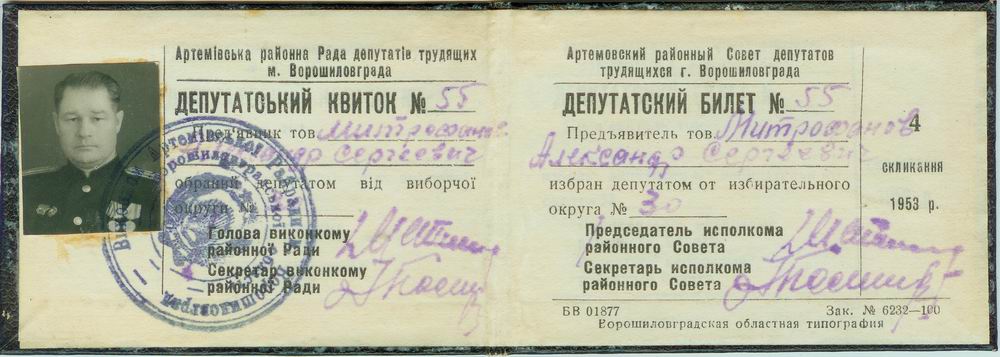 Артемівська районна Рада депутатів трудящих
м. Ворошиловграда
ДЕПУТАТСЬКИЙ КВИТОК № 55
Пред'явник тов. Митрофанов
Александр Сергеевич
обраний депутатом від виборчої
округи №
Голова виконкому
районної Ради
Секретар виконкому
районної Ради
Артемовский районный Совет депутатов
трудящихся г. Ворошиловграда
ДЕПУТАТСКИЙ БИЛЕТ № 55
Предъявитель тов. Митрофанов
Александр Сергеевич
избран депутатом от избирательного
округа № 30
Председатель исполкома
районного Совета
Секретарь исполкома
районного Совета
4
скликання
1953 р.
БВ 01877 Зак. № 6232—100
Ворошиловградская областная типография